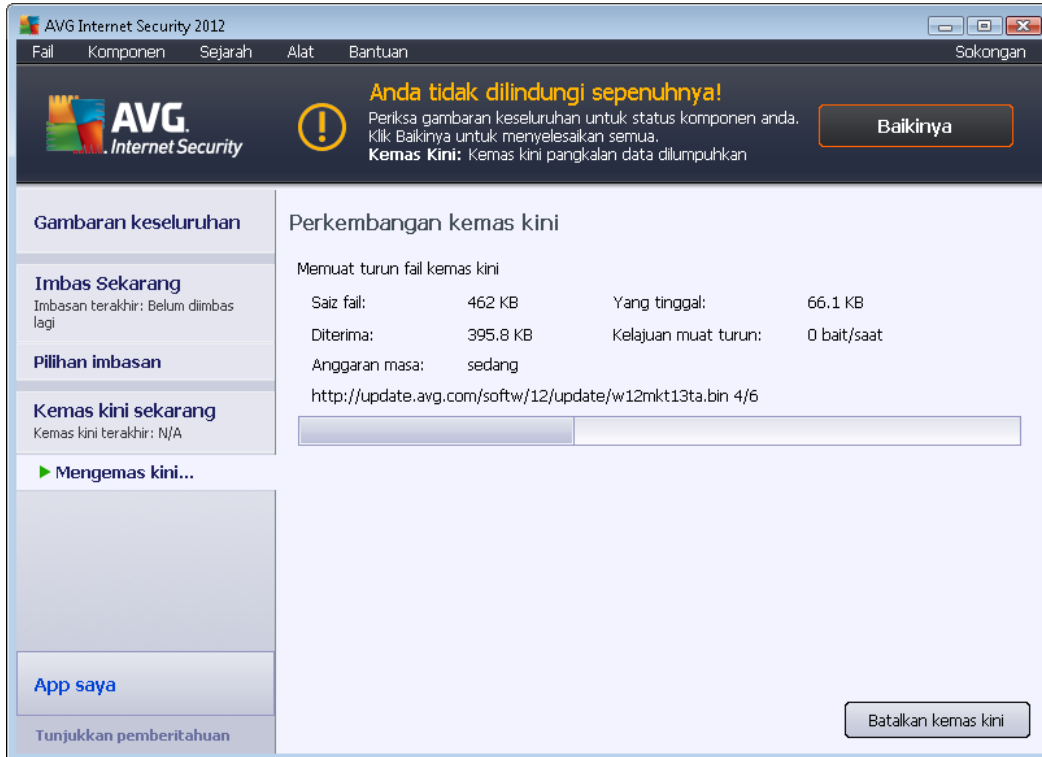 AVG Internet Security 2012
Fail Komponen Sejarah Alat Bantuan Sokongan
AVG.
Internet Security
Anda tidak dilindungi sepenuhnya!
Periksa gambaran keseluruhan untuk status komponen anda.
Klik Baikinya untuk menyelesaikan semua.
Kemas Kini: Kemas kini pangkalan data dilumpuhkan
Baikinya
Gambaran keseluruhan
Imbas Sekarang
Imbasan terakhir: Belum diimbas
lagi
Pilihan imbasan
Kemas kini sekarang
Kemas kini terakhir: N/A
Mengemas kini...
App saya
Tunjukkan pemberitahuan
Perkembangan kemas kini
Memuat turun fail kemas kini
Saiz fail: 462 KB Yang tinggal: 66.1 KB
Diterima: 395.8 KB Kelajuan muat turun: 0 bait/saat
Anggaran masa: sedang
http://update.avg.com/softw/12/update/w12mkt13ta.bin 4/6
Batalkan kemas kini